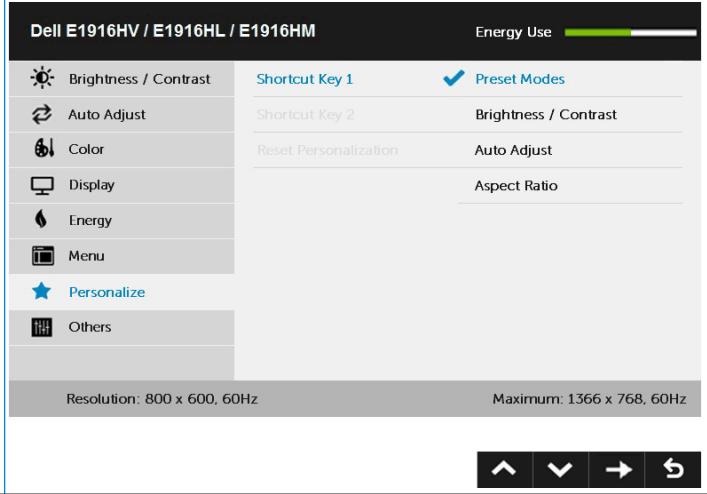 Dell E1916HV / E1916HL / E1916HM
Energy Use
Brightness / Contrast
Shortcut Key 1
Preset Modes
Auto Adjust
Shortcut Key 2
Brightness / Contrast
Color
Reset Personalization
Auto Adjust
Display
Aspect Ratio
Energy
Menu
Personalize
Others
Resolution: 800 x 600, 60Hz
Maximum: 1366 x 768, 60Hz